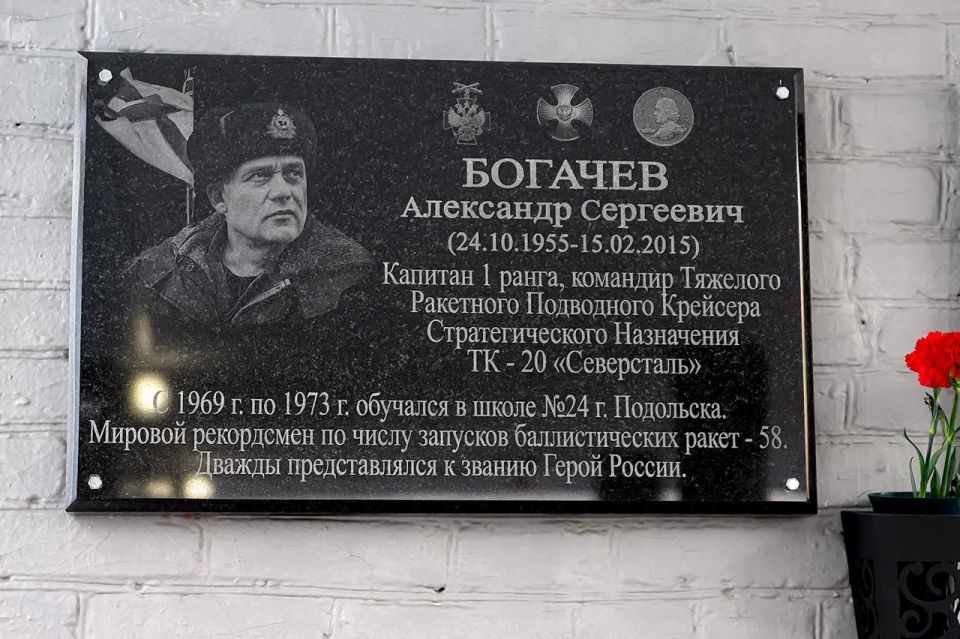 БОГАЧЕВ
Александр Сергеевич
(24.10.1955-15.02.2015)
Капитан 1 ранга, командир Тяжелого
Ракетного Подводного Крейсера
Стратегического Назначения
ТК - 20 «Северсталь»
С 1969 г. по 1973 г. обучался в школе №24 г. Подольска.
Мировой рекордсмен по числу запусков баллистических ракет - 58.
Дважды представлялся к званию Герой России.